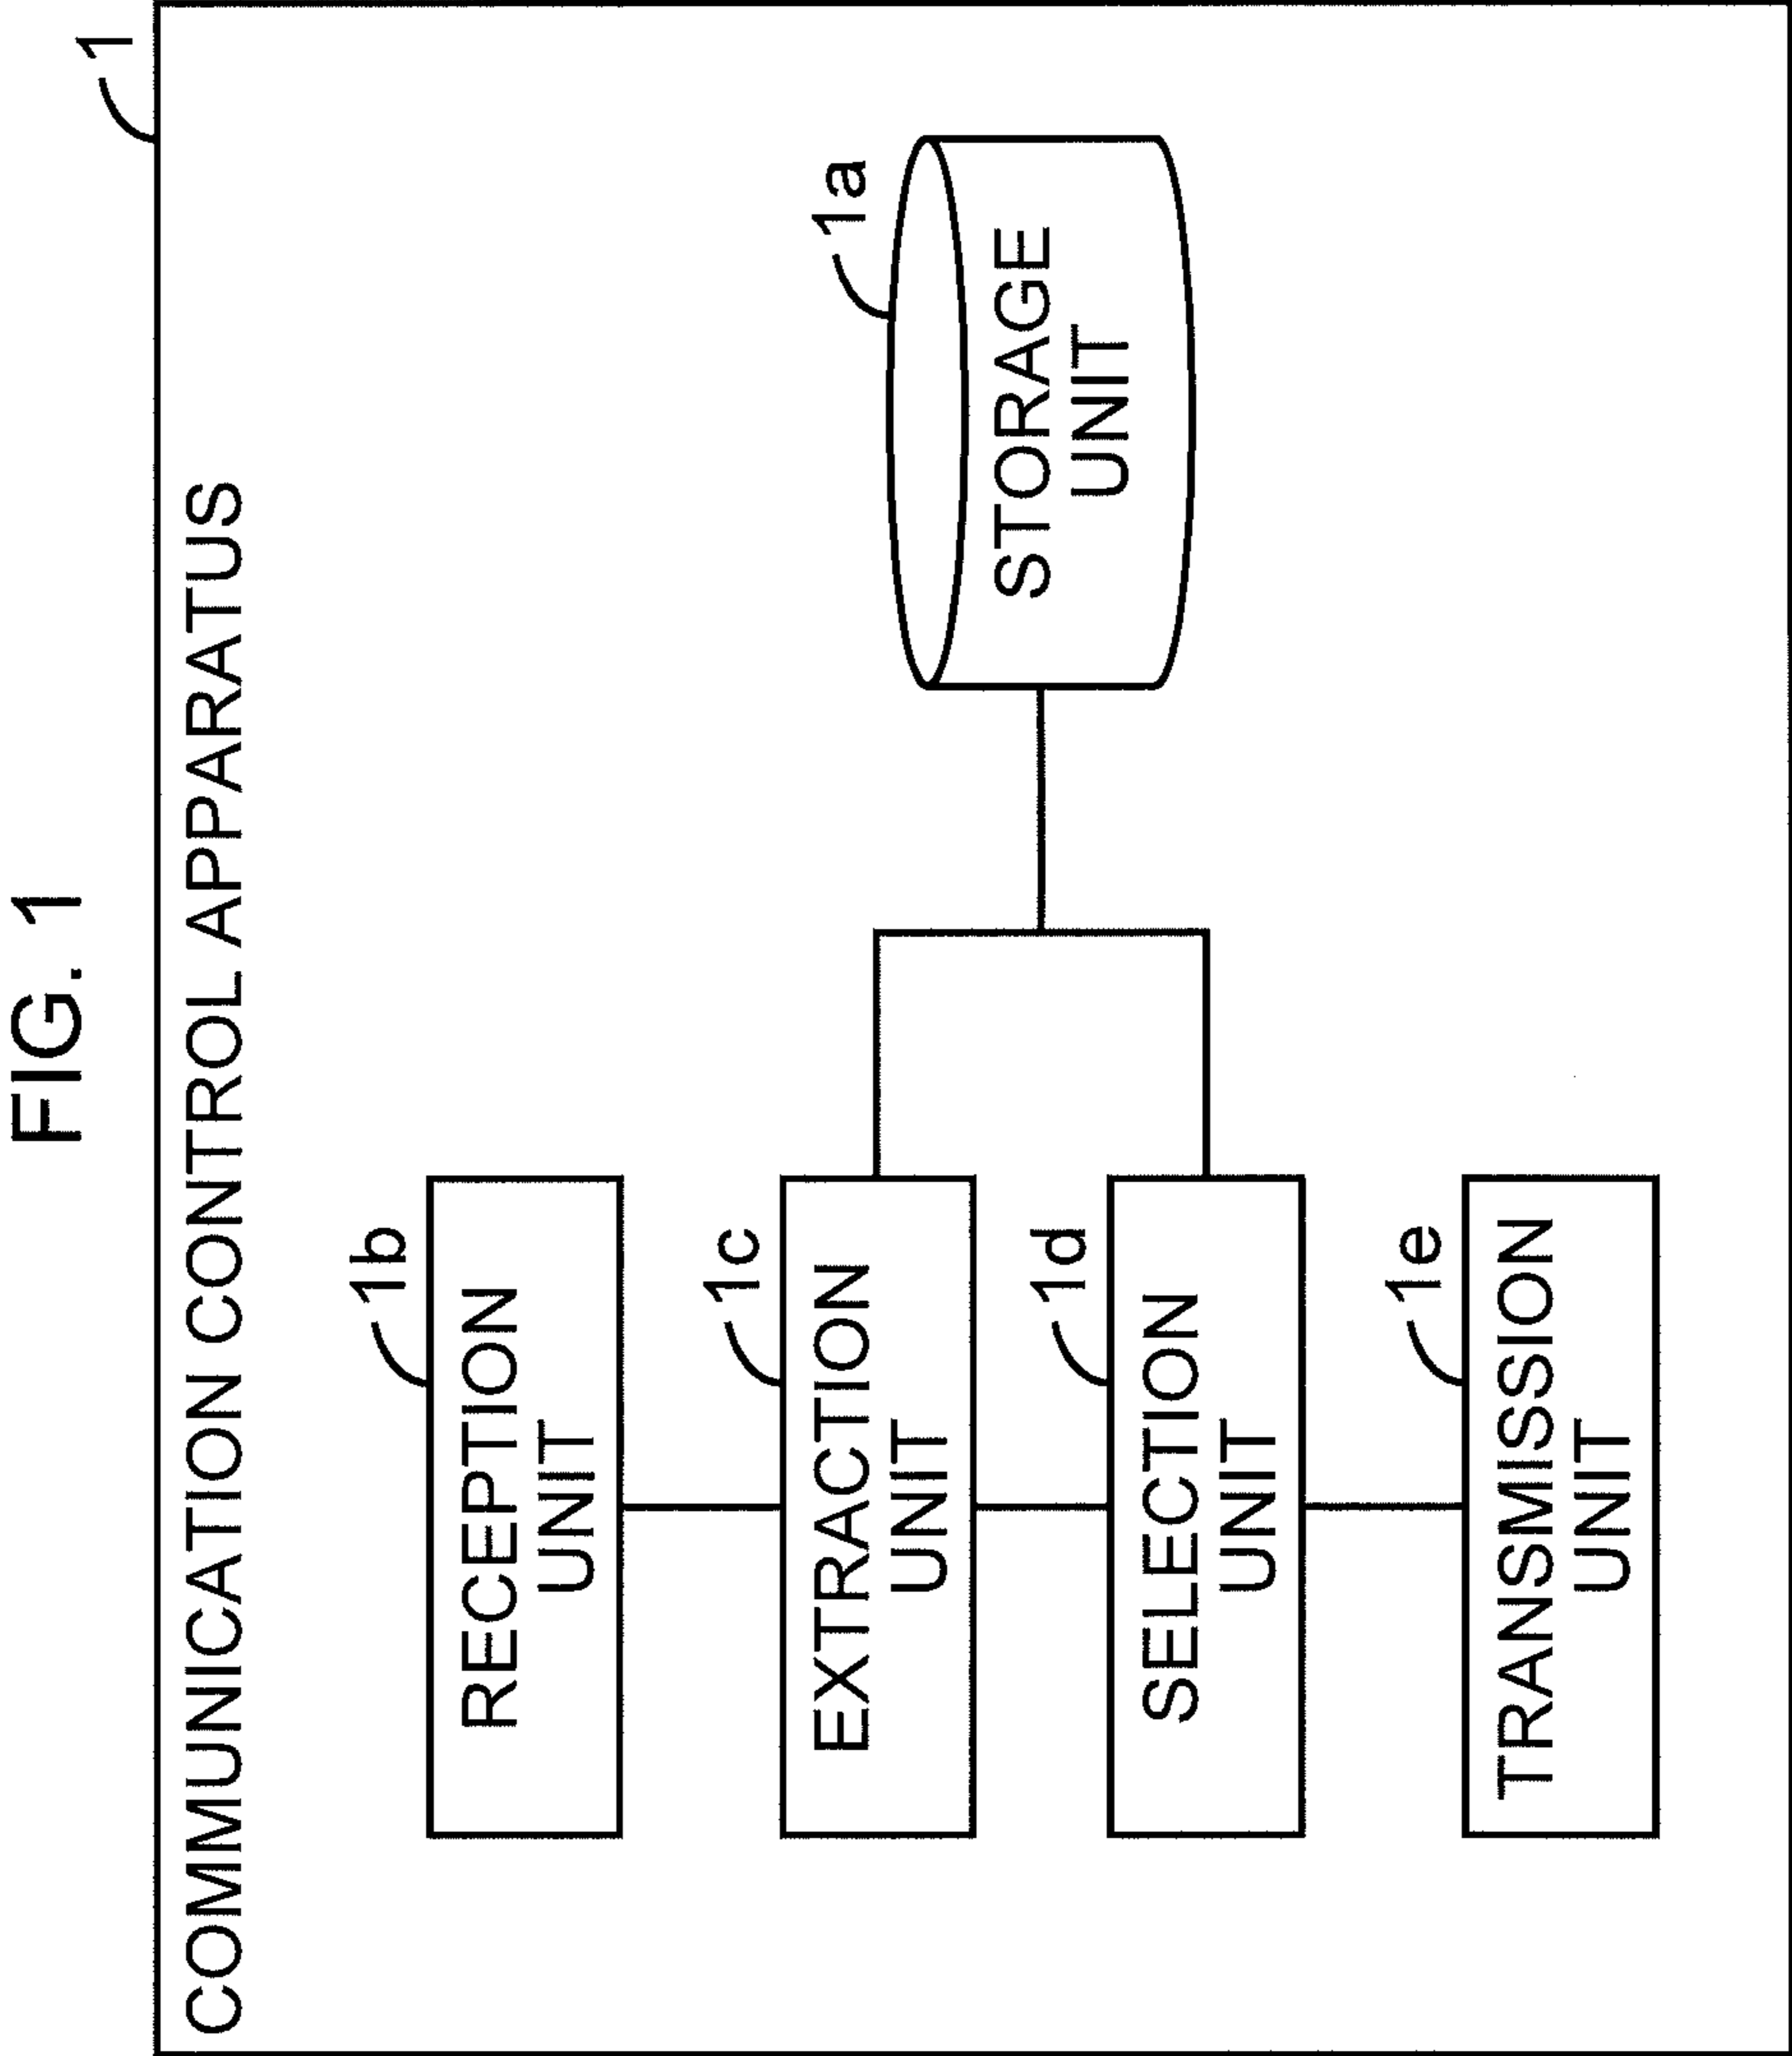 FIG. 1
1
COMMUNICATION CONTROL APPARATUS
1b
RECEPTION
UNIT
1c
EXTRACTION
UNIT
1d
SELECTION
UNIT
1e
TRANSMISSION
UNIT
1a
STORAGE
UNIT